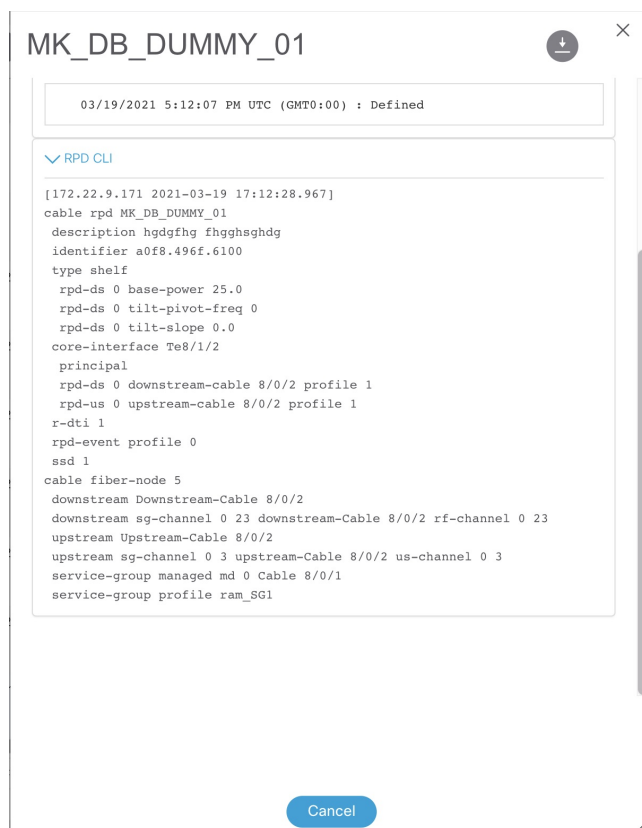 MK_DB_DUMMY_01
03/19/2021 5:12:07 PM UTC (GMT0:00) : Defined
RPD CLI
[172.22.9.171 2021-03-19 17:12:28.967]
cable rpd MK_DB_DUMMY_01
description hgdgfhg fhgghsghdg
identifier a0f8.496f.6100
type shelf
rpd-ds 0 base-power 25.0
rpd-ds 0 tilt-pivot-freq 0
rpd-ds 0 tilt-slope 0.0
core-interface Te8/1/2
principal
rpd-ds 0 downstream-cable 8/0/2 profile 1
rpd-us 0 upstream-cable 8/0/2 profile 1
r-dti 1
rpd-event profile 0
ssd 1
cable fiber-node 5
downstream Downstream-Cable 8/0/2
downstream sg-channel 0 23 downstream-Cable 8/0/2 rf-channel 0 23
upstream Upstream-Cable 8/0/2
upstream sg-channel 0 3 upstream-Cable 8/0/2 us-channel 0 3
service-group managed md 0 Cable 8/0/1
service-group profile ram_SG1
Cancel